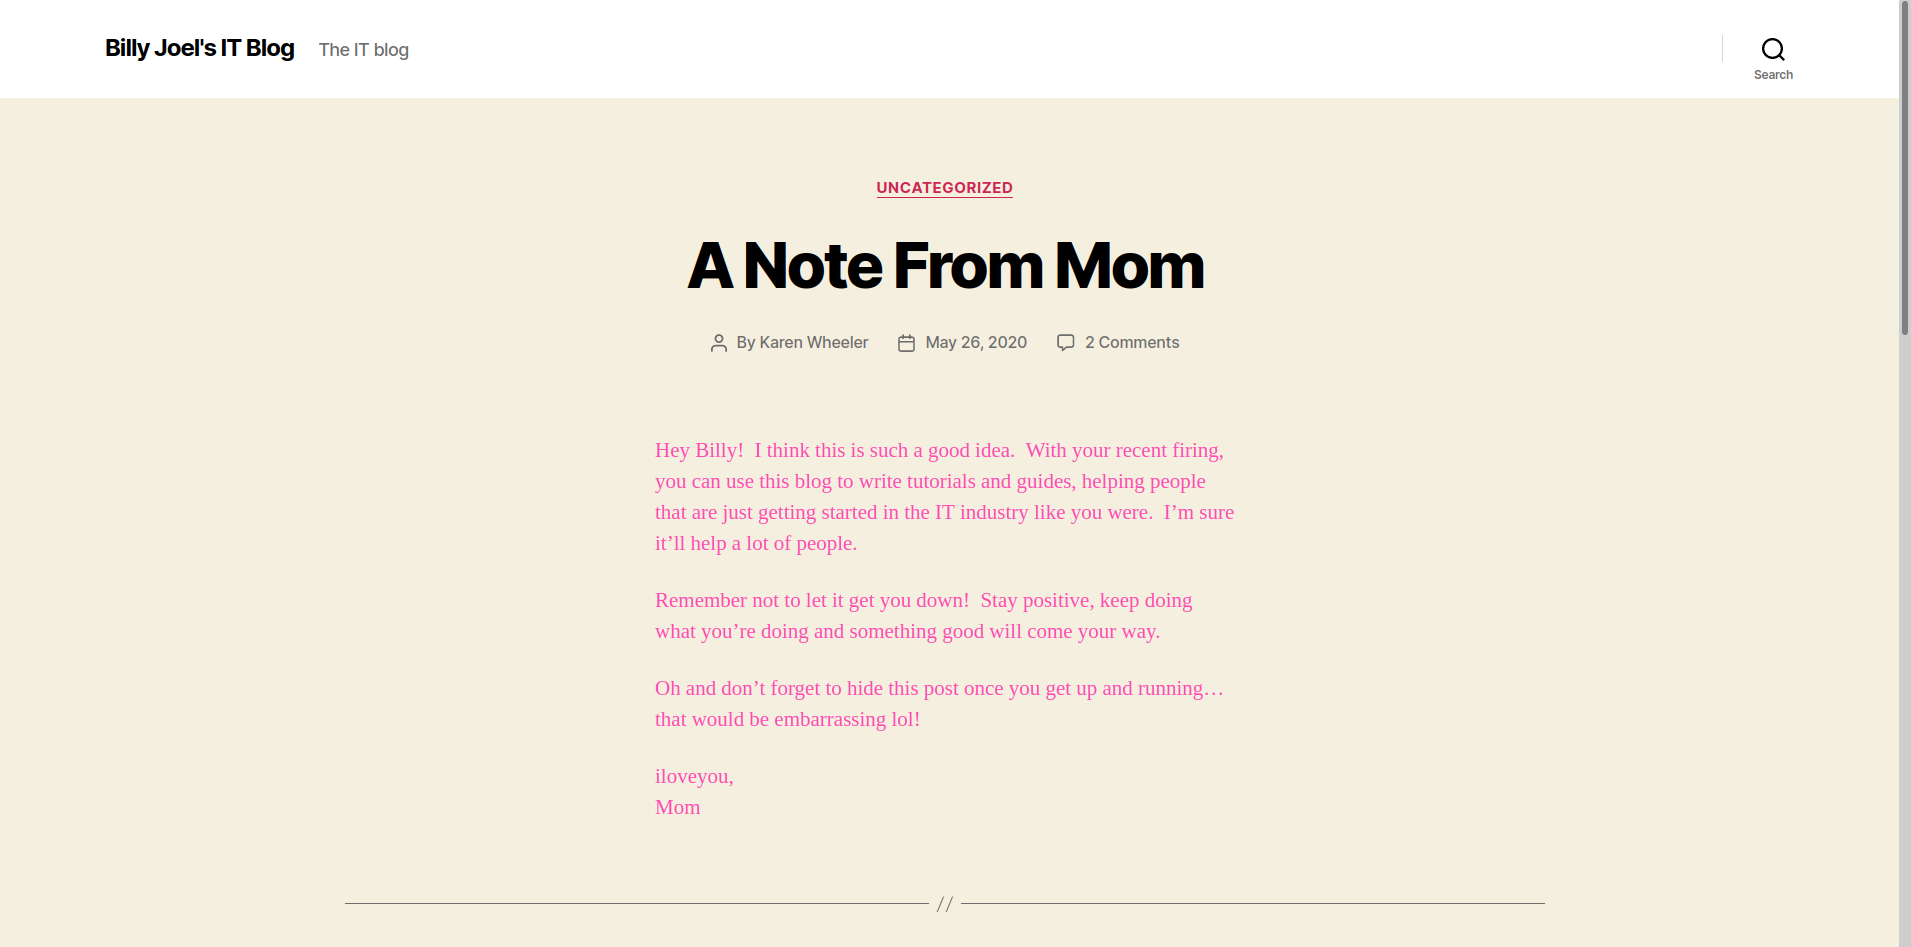 Billy Joel's IT Blog The IT blog
Search
UNCATEGORIZED
A Note From Mom
By Karen Wheeler May 26, 2020 2 Comments
Hey Billy!  I think this is such a good idea.  With your recent firing,
you can use this blog to write tutorials and guides, helping people
that are just getting started in the IT industry like you were.  I’m sure
it’ll help a lot of people.
Remember not to let it get you down!  Stay positive, keep doing
what you’re doing and something good will come your way.
Oh and don’t forget to hide this post once you get up and running…
that would be embarrassing lol!
iloveyou,
Mom
//